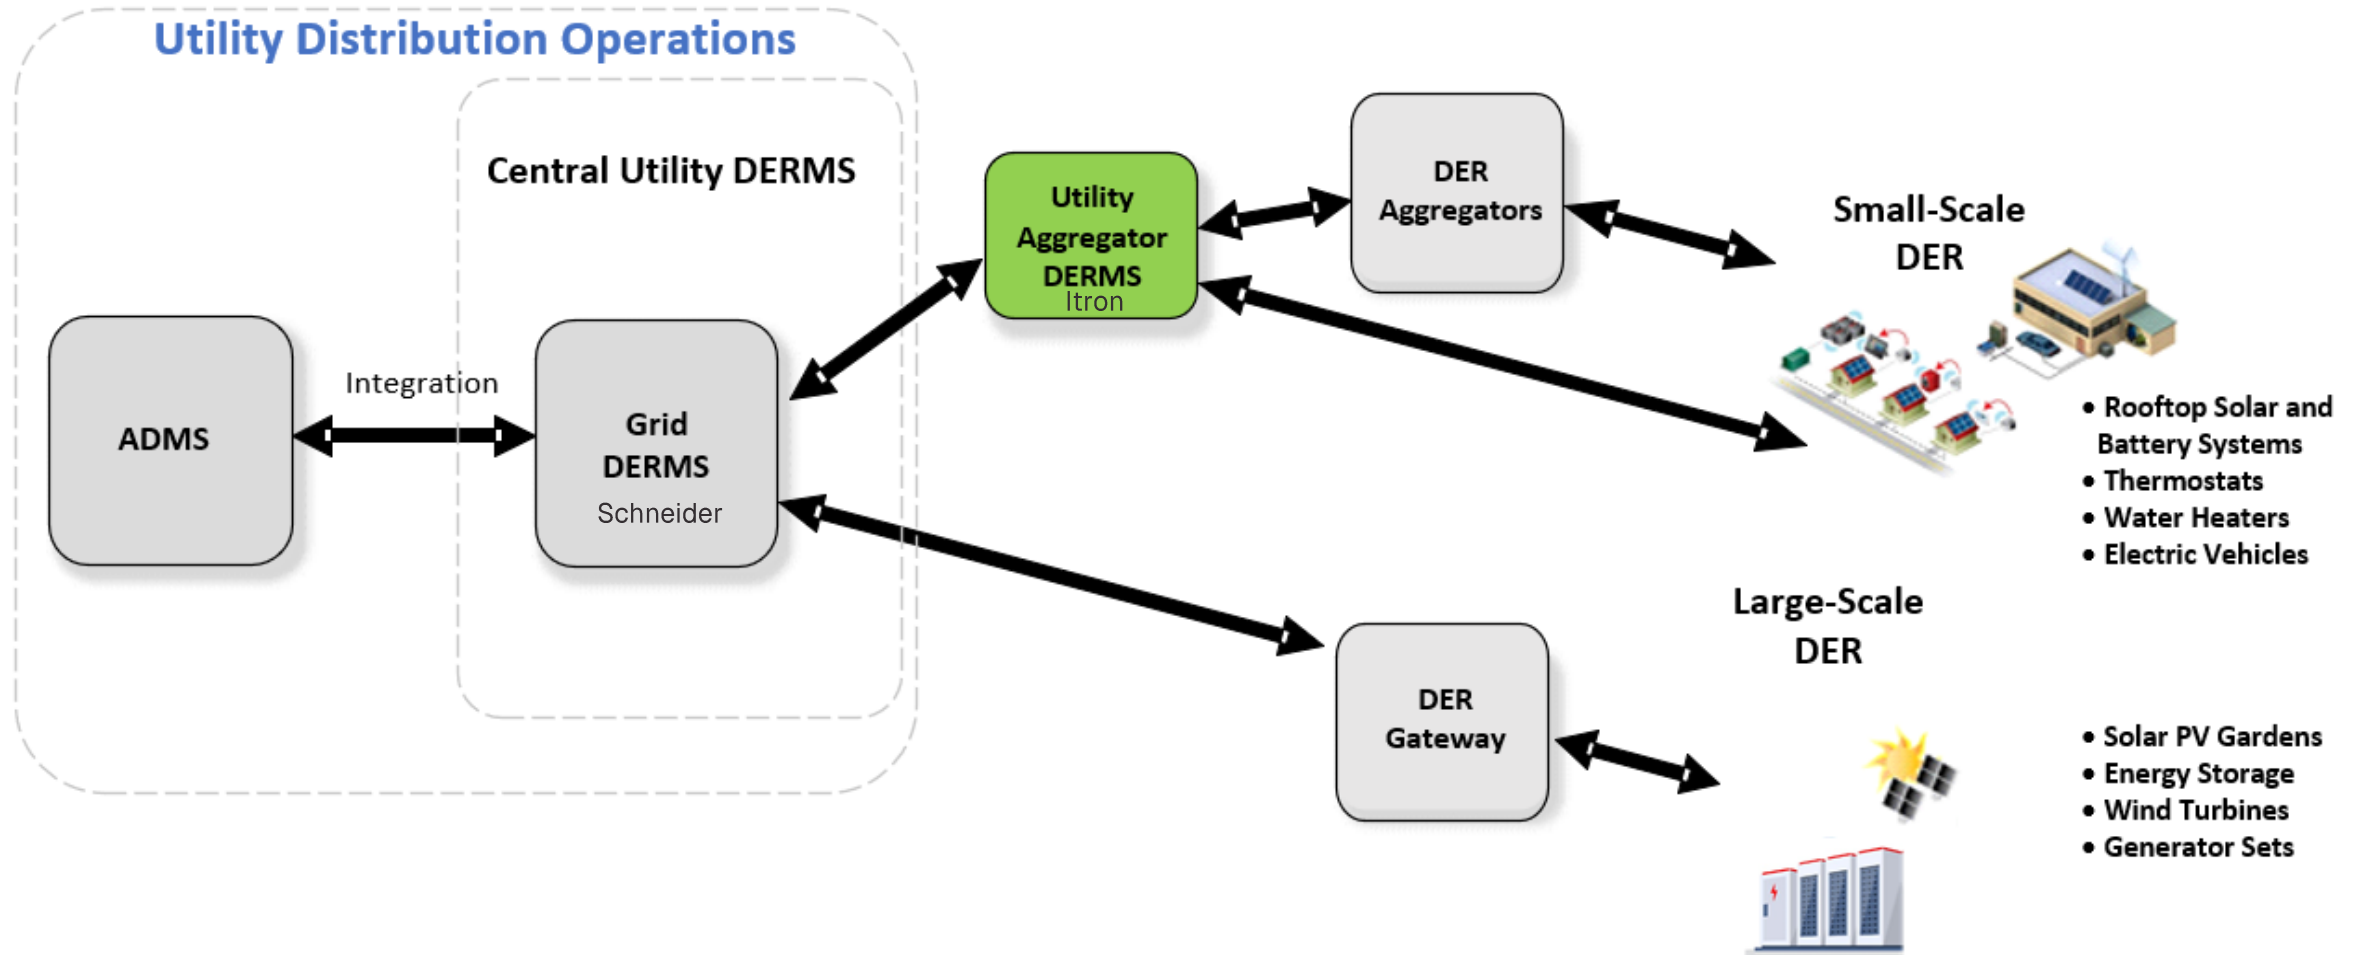 Utility Distribution Operations
Central Utility DERMS
ADMS
Integration
Grid
DERMS
Schneider
Utility
Aggregator
DERMS
Itron
DER
Aggregators
Small-Scale
DER
• Rooftop Solar and
Battery Systems
• Thermostats
• Water Heaters
• Electric Vehicles
DER
Gateway
Large-Scale
DER
• Solar PV Gardens
• Energy Storage
• Wind Turbines
• Generator Sets